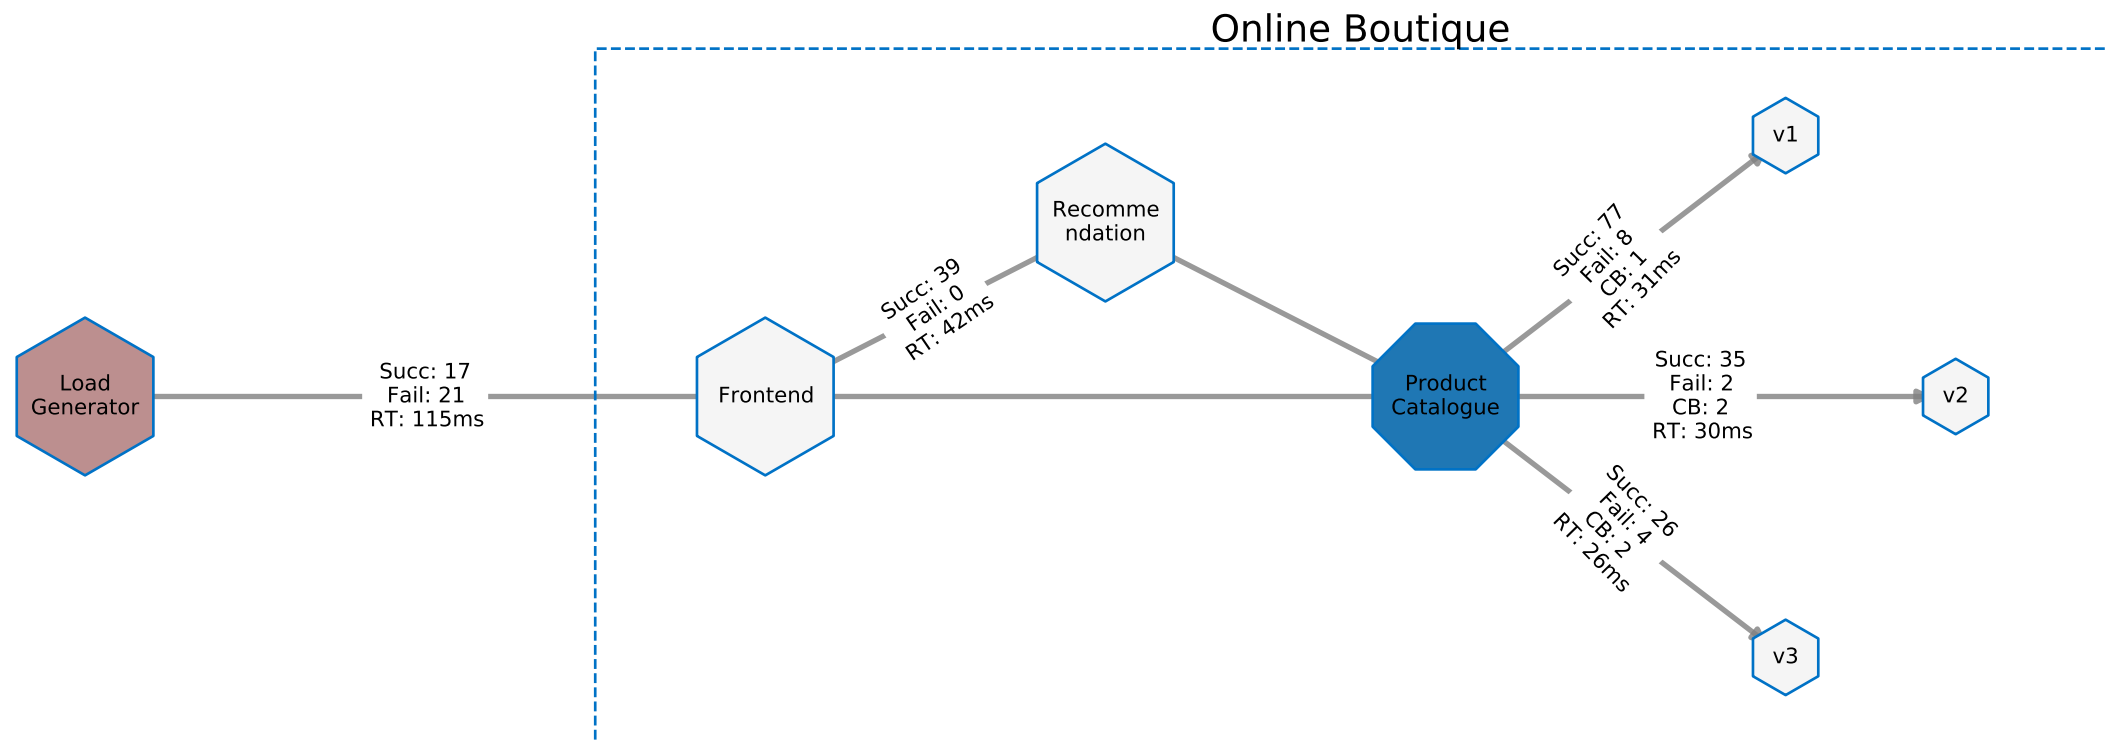 Online Boutique
Load
Generator
Succ: 17
Fail: 21
RT: 115ms
Frontend
Succ: 39
Fail: 0
RT: 42ms
Recomme
ndation
Product
Catalogue
Succ: 77
Fail: 8
CB: 1
RT: 31ms
v1
Succ: 35
Fail: 2
CB: 2
RT: 30ms
v2
Succ: 26
Fail: 4
CB: 2
RT: 26ms
v3